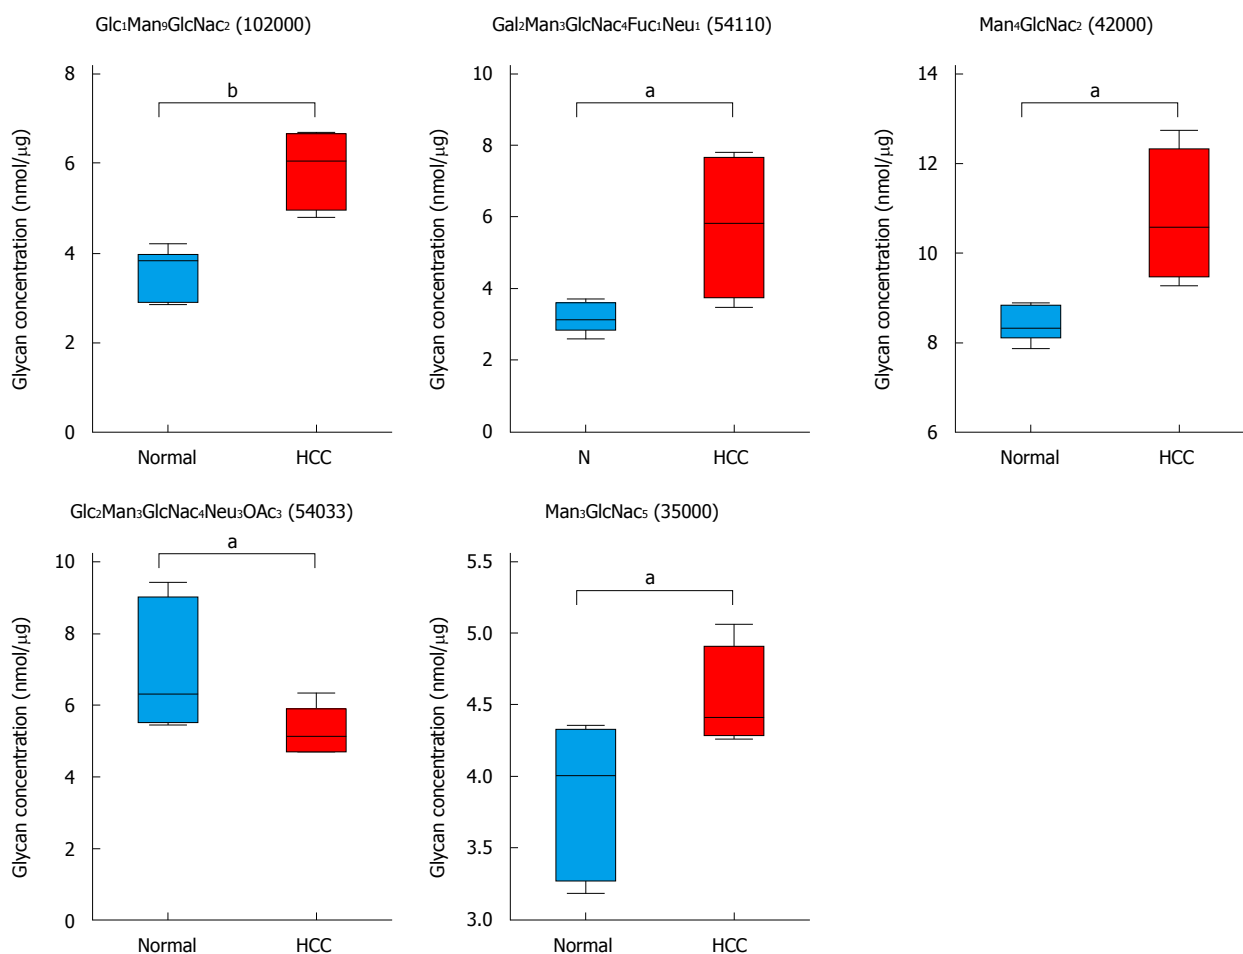 Glc₁Man₉GlcNac₂ (102000)
b
8
6
4
2
0
Glycan concentration (nmol/μg)
Normal
HCC
Gal₂Man₃GlcNac₄Fuc₁Neu₁ (54110)
a
10
8
6
4
2
0
Glycan concentration (nmol/μg)
N
HCC
Man₄GlcNac₂ (42000)
a
14
12
10
8
6
Glycan concentration (nmol/μg)
Normal
HCC
Glc₂Man₃GlcNac₄Neu₃OAc₃ (54033)
a
10
8
6
4
2
0
Glycan concentration (nmol/μg)
Normal
HCC
Man₃GlcNac₅ (35000)
a
5.5
5.0
4.5
4.0
3.5
3.0
Glycan concentration (nmol/μg)
Normal
HCC